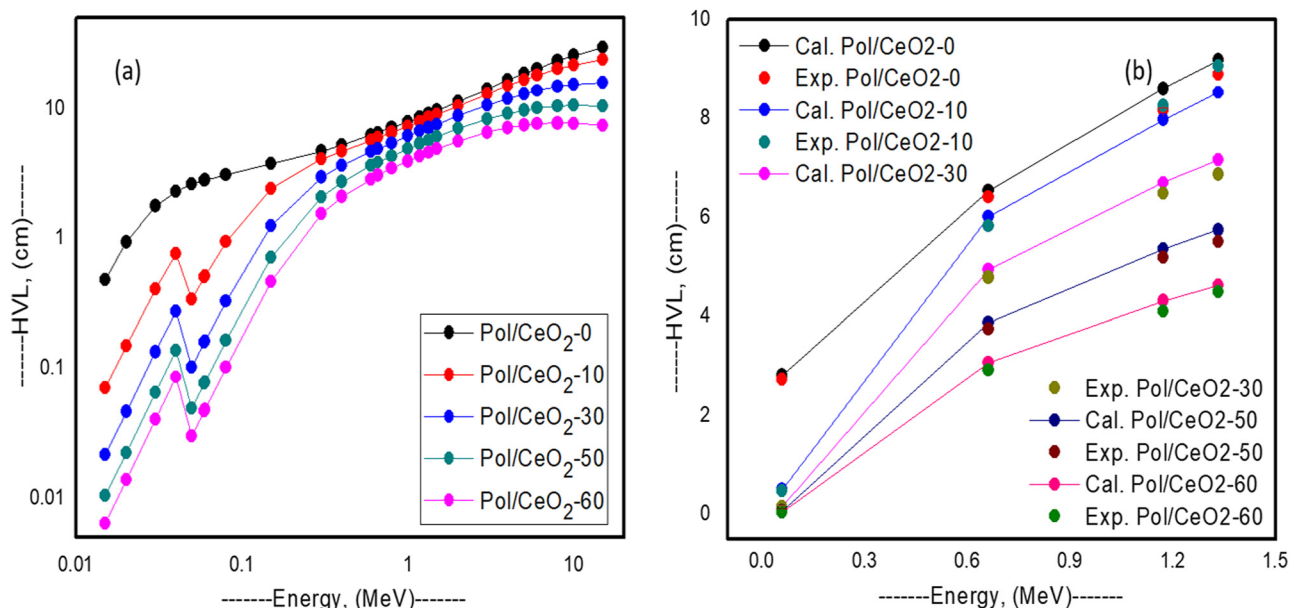 (a)
-------HVL, (cm)-------
10
1
0.1
0.01
0.01
0.1
1
10
-------Energy, (MeV)-------
Pol/CeO₂-0
Pol/CeO₂-10
Pol/CeO₂-30
Pol/CeO₂-50
Pol/CeO₂-60
(b)
-------HVL, (cm)-------
10
8
6
4
2
0
0.0
0.3
0.6
0.9
1.2
1.5
-------Energy, (MeV)-------
Cal. Pol/CeO2-0
Exp. Pol/CeO2-0
Cal. Pol/CeO2-10
Exp. Pol/CeO2-10
Cal. Pol/CeO2-30
Exp. Pol/CeO2-30
Cal. Pol/CeO2-50
Exp. Pol/CeO2-50
Cal. Pol/CeO2-60
Exp. Pol/CeO2-60